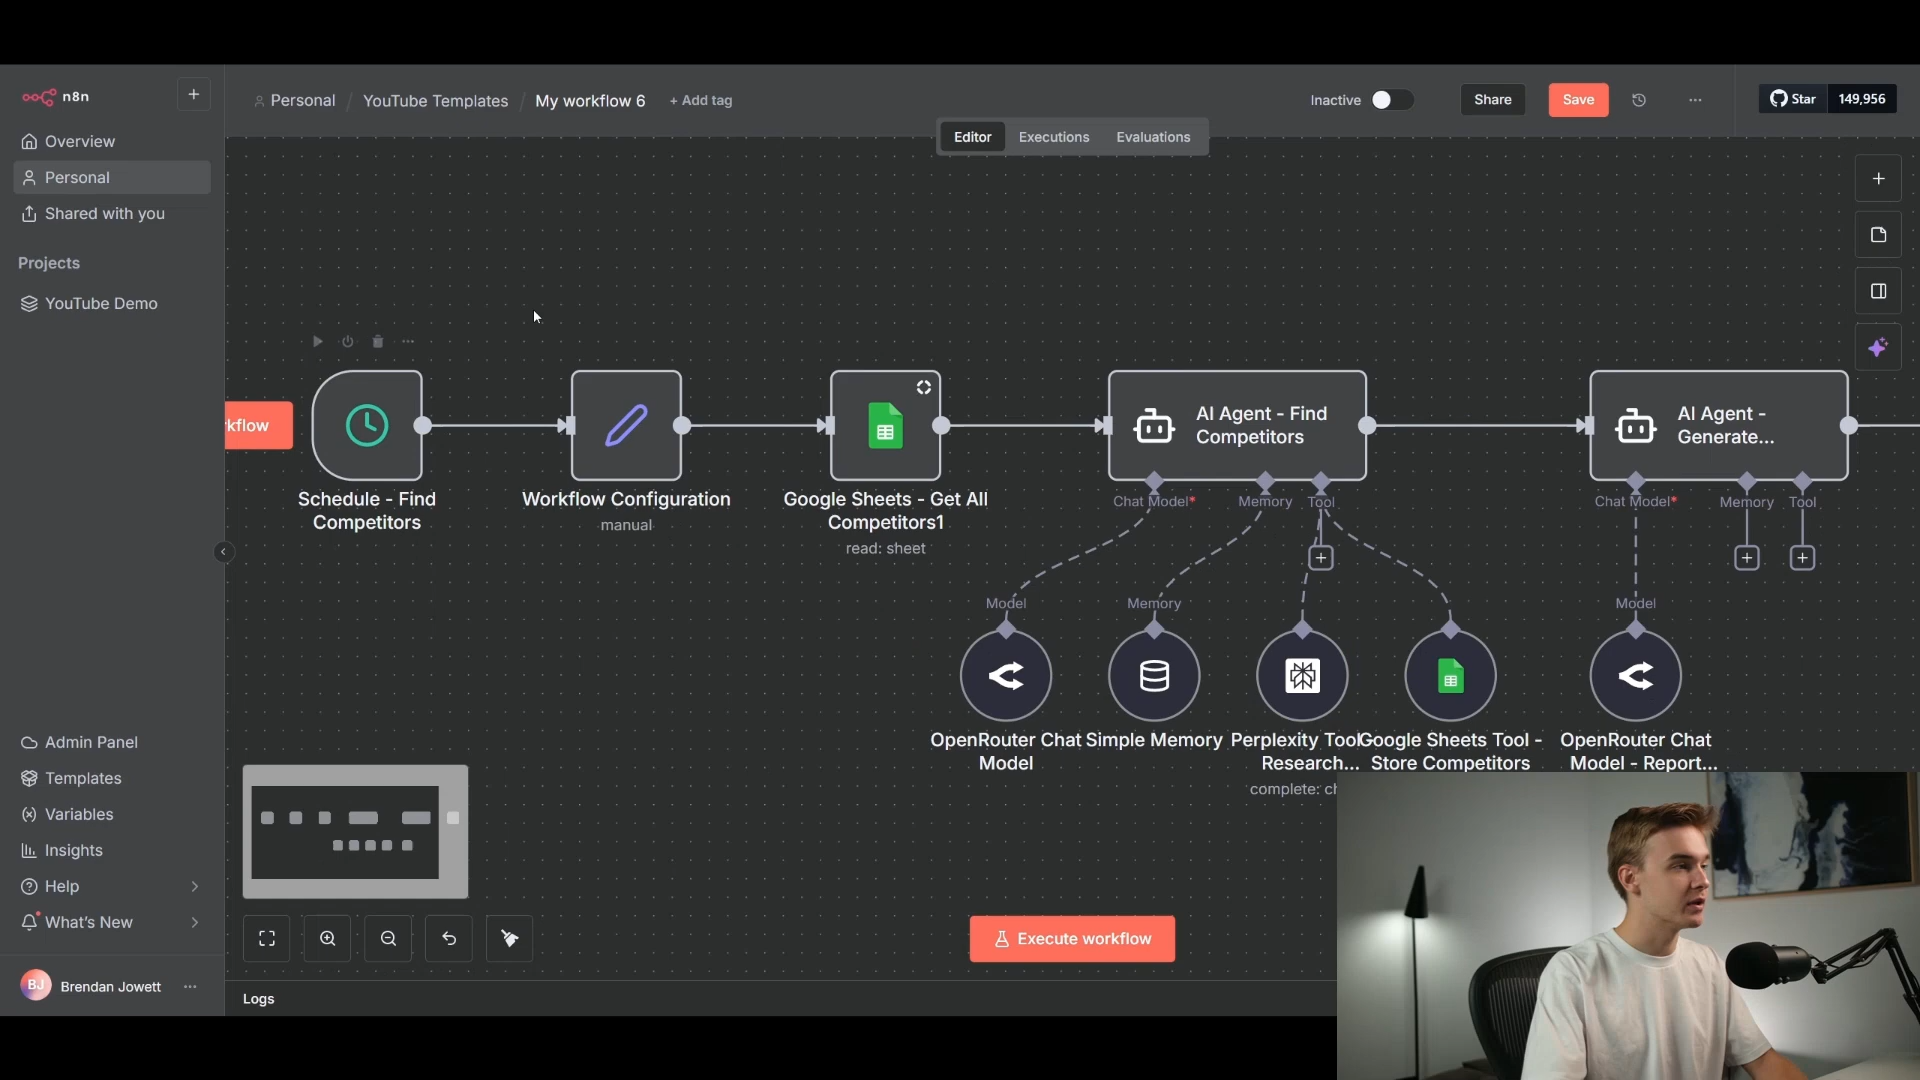 n8n
Personal / YouTube Templates / My workflow 6 + Add tag
Inactive
Share
Save
Star 149,956
Editor Executions Evaluations
Overview
Personal
Shared with you
Projects
YouTube Demo
kflow
AI Agent - Find
Competitors
AI Agent -
Generate...
Chat Model* Memory Tool
Chat Model* Memory Tool
Schedule - Find
Competitors
Workflow Configuration
manual
Google Sheets - Get All
Competitors1
read: sheet
Model
Memory
Model
OpenRouter Chat
Model
Simple Memory
Perplexity Tool
Research...
complete: ch
Google Sheets Tool -
Store Competitors
OpenRouter Chat
Model - Report...
Admin Panel
Templates
Variables
Insights
Help
What's New
BJ Brendan Jowett
Execute workflow
Logs